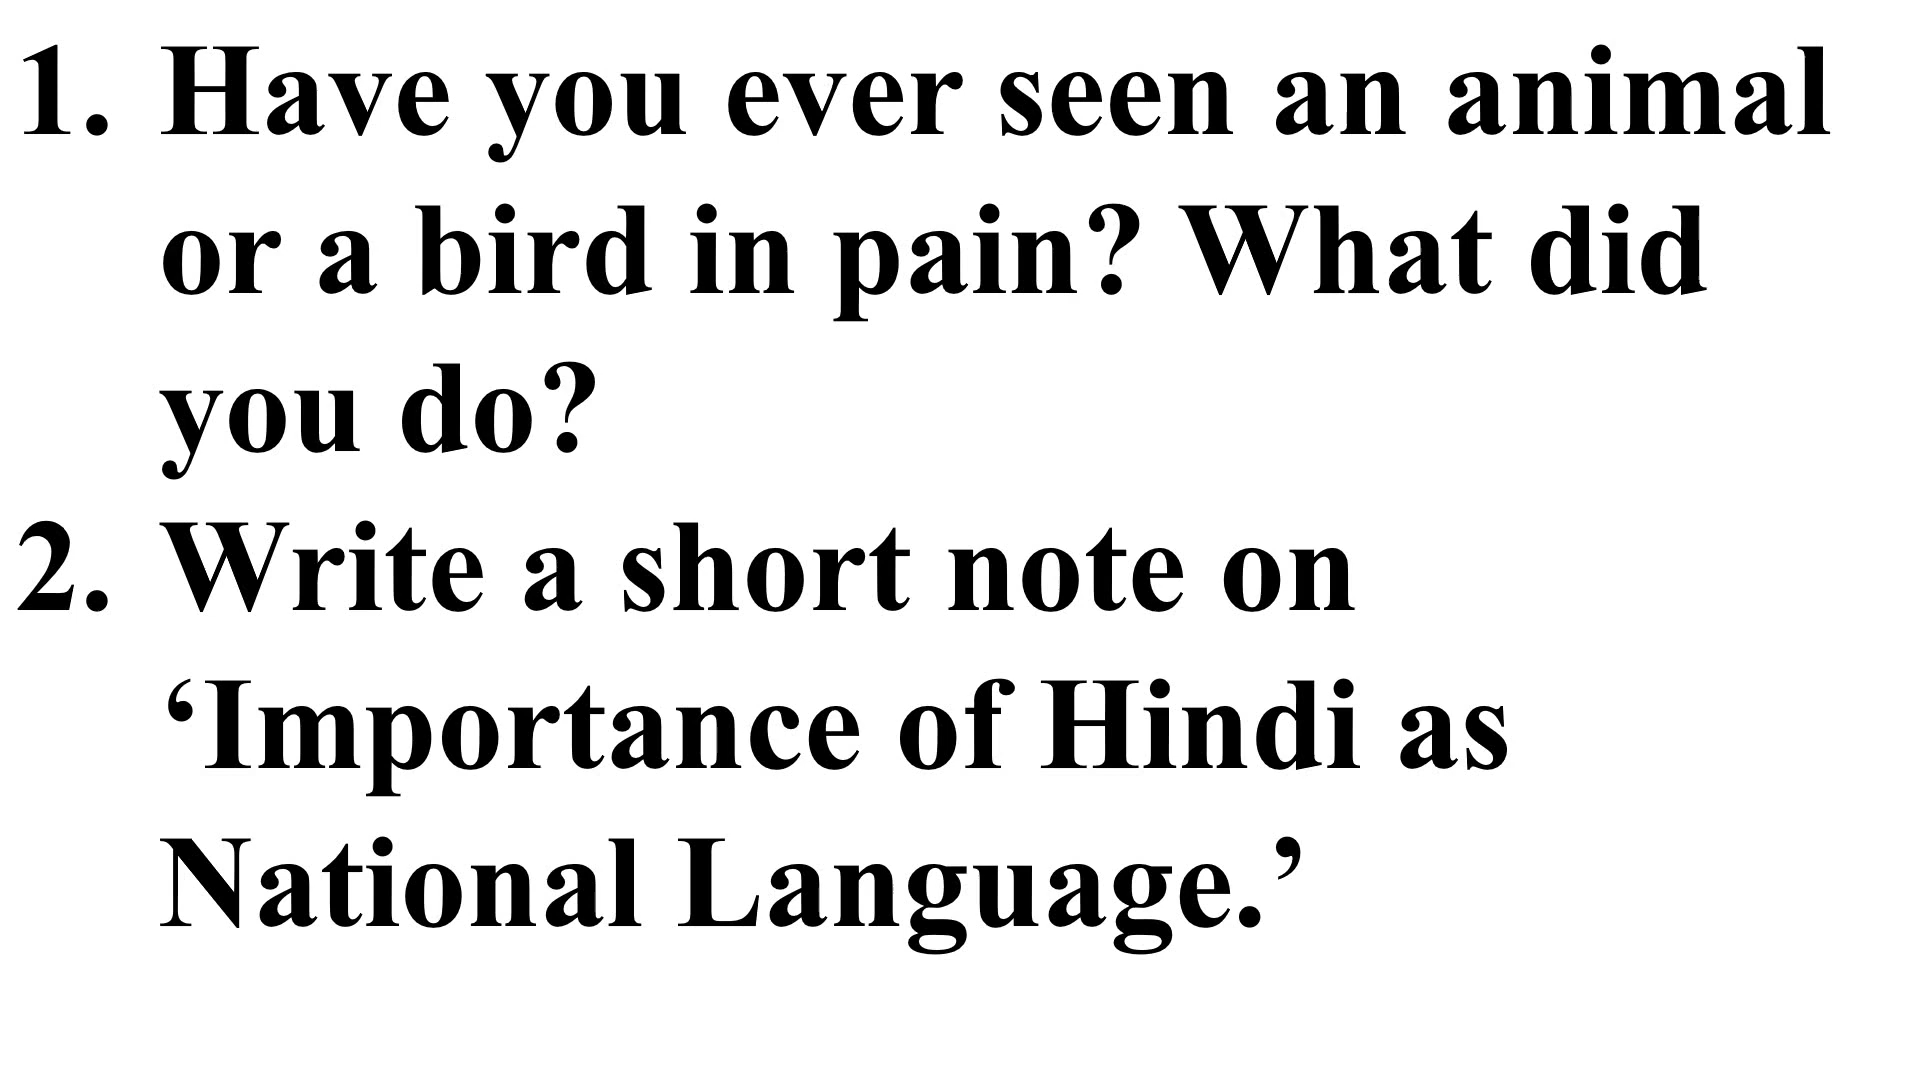 1. Have you ever seen an animal
or a bird in pain? What did
you do?
2. Write a short note on
‘Importance of Hindi as
National Language.’